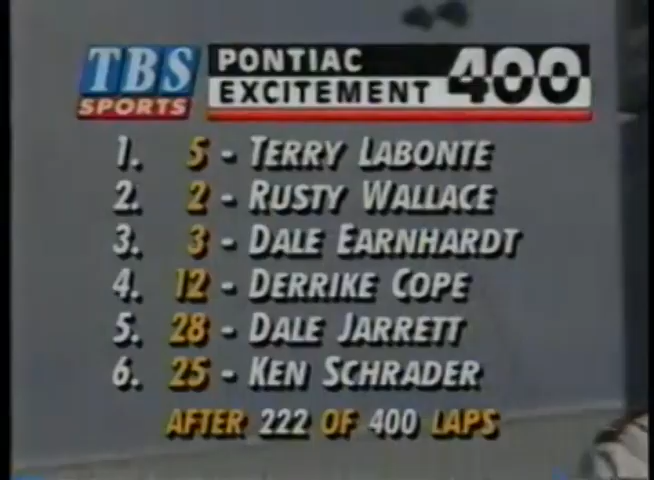 TBS SPORTS
PONTIAC EXCITEMENT 400
1. 5 - TERRY LABONTE
2. 2 - RUSTY WALLACE
3. 3 - DALE EARNHARDT
4. 12 - DERRIKE COPE
5. 28 - DALE JARRETT
6. 25 - KEN SCHRADER
AFTER 222 OF 400 LAPS